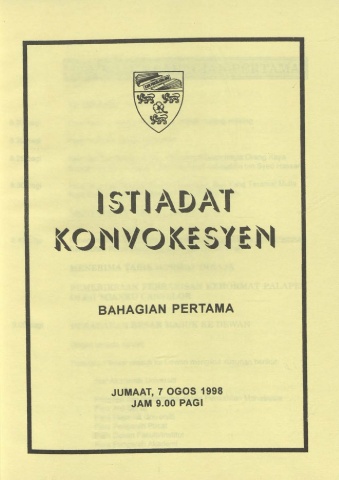 ISTIADAT
KONVOKESYEN
BAHAGIAN PERTAMA
JUMAAT, 7 OGOS 1998
JAM 9.00 PAGI